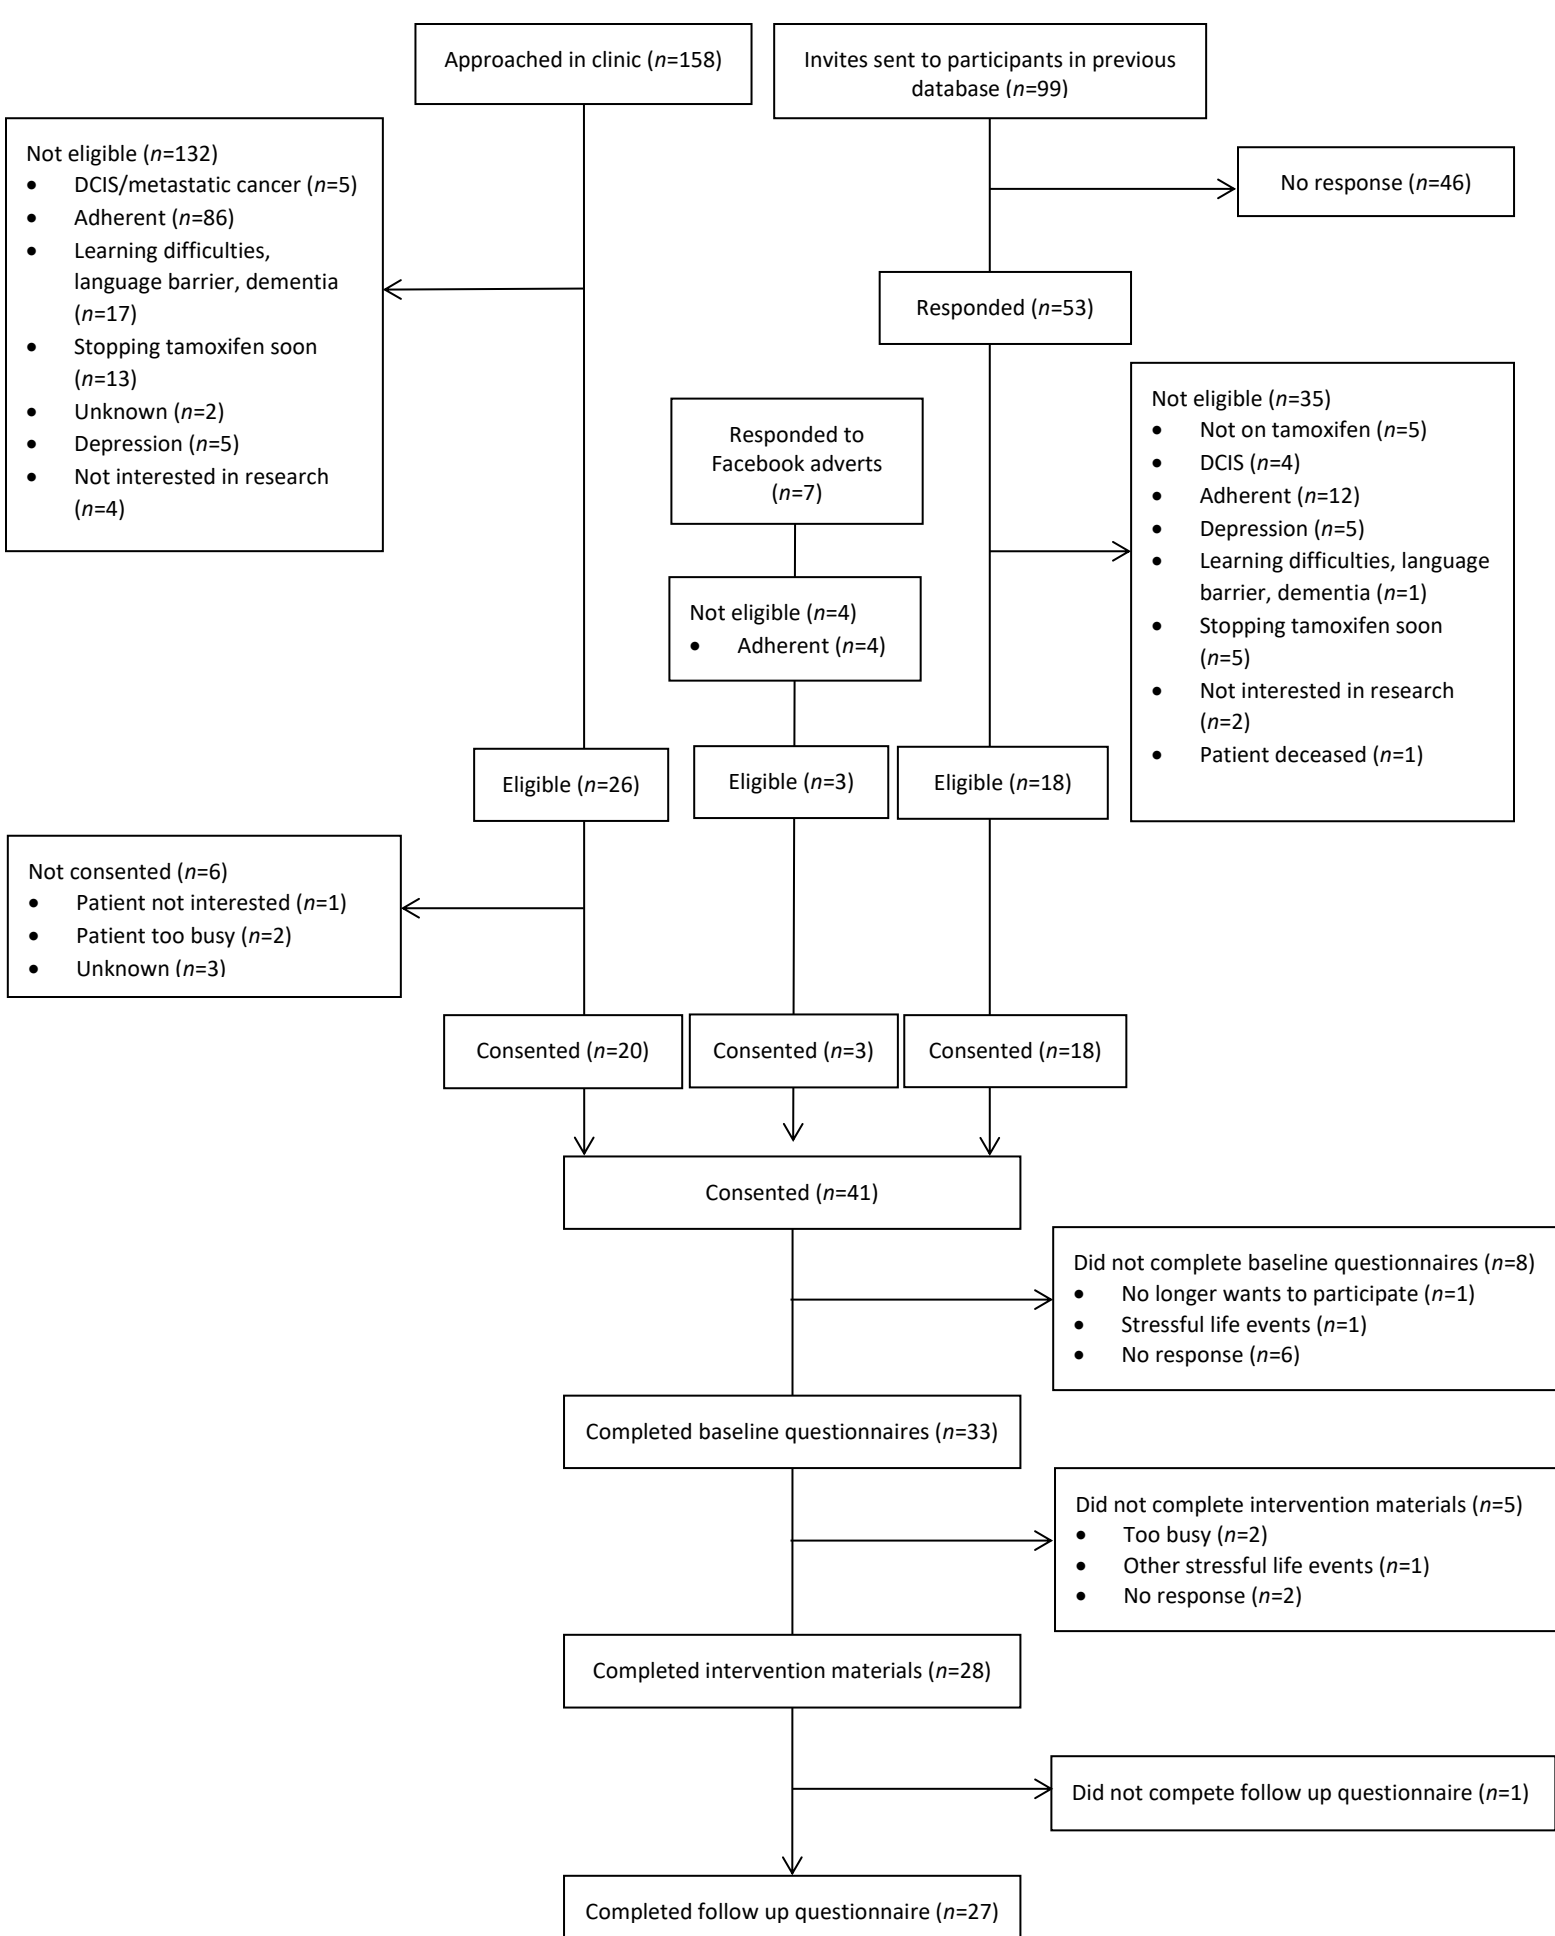 Approached in clinic (n=158)
Invites sent to participants in previous
database (n=99)
Not eligible (n=132)
• DCIS/metastatic cancer (n=5)
• Adherent (n=86)
• Learning difficulties,
language barrier, dementia
(n=17)
• Stopping tamoxifen soon
(n=13)
• Unknown (n=2)
• Depression (n=5)
• Not interested in research
(n=4)
No response (n=46)
Responded (n=53)
Responded to
Facebook adverts
(n=7)
Not eligible (n=35)
• Not on tamoxifen (n=5)
• DCIS (n=4)
• Adherent (n=12)
• Depression (n=5)
• Learning difficulties, language
barrier, dementia (n=1)
• Stopping tamoxifen soon
(n=5)
• Not interested in research
(n=2)
• Patient deceased (n=1)
Not eligible (n=4)
• Adherent (n=4)
Eligible (n=26)
Eligible (n=3)
Eligible (n=18)
Not consented (n=6)
• Patient not interested (n=1)
• Patient too busy (n=2)
• Unknown (n=3)
Consented (n=20)
Consented (n=3)
Consented (n=18)
Consented (n=41)
Did not complete baseline questionnaires (n=8)
• No longer wants to participate (n=1)
• Stressful life events (n=1)
• No response (n=6)
Completed baseline questionnaires (n=33)
Did not complete intervention materials (n=5)
• Too busy (n=2)
• Other stressful life events (n=1)
• No response (n=2)
Completed intervention materials (n=28)
Did not compete follow up questionnaire (n=1)
Completed follow up questionnaire (n=27)